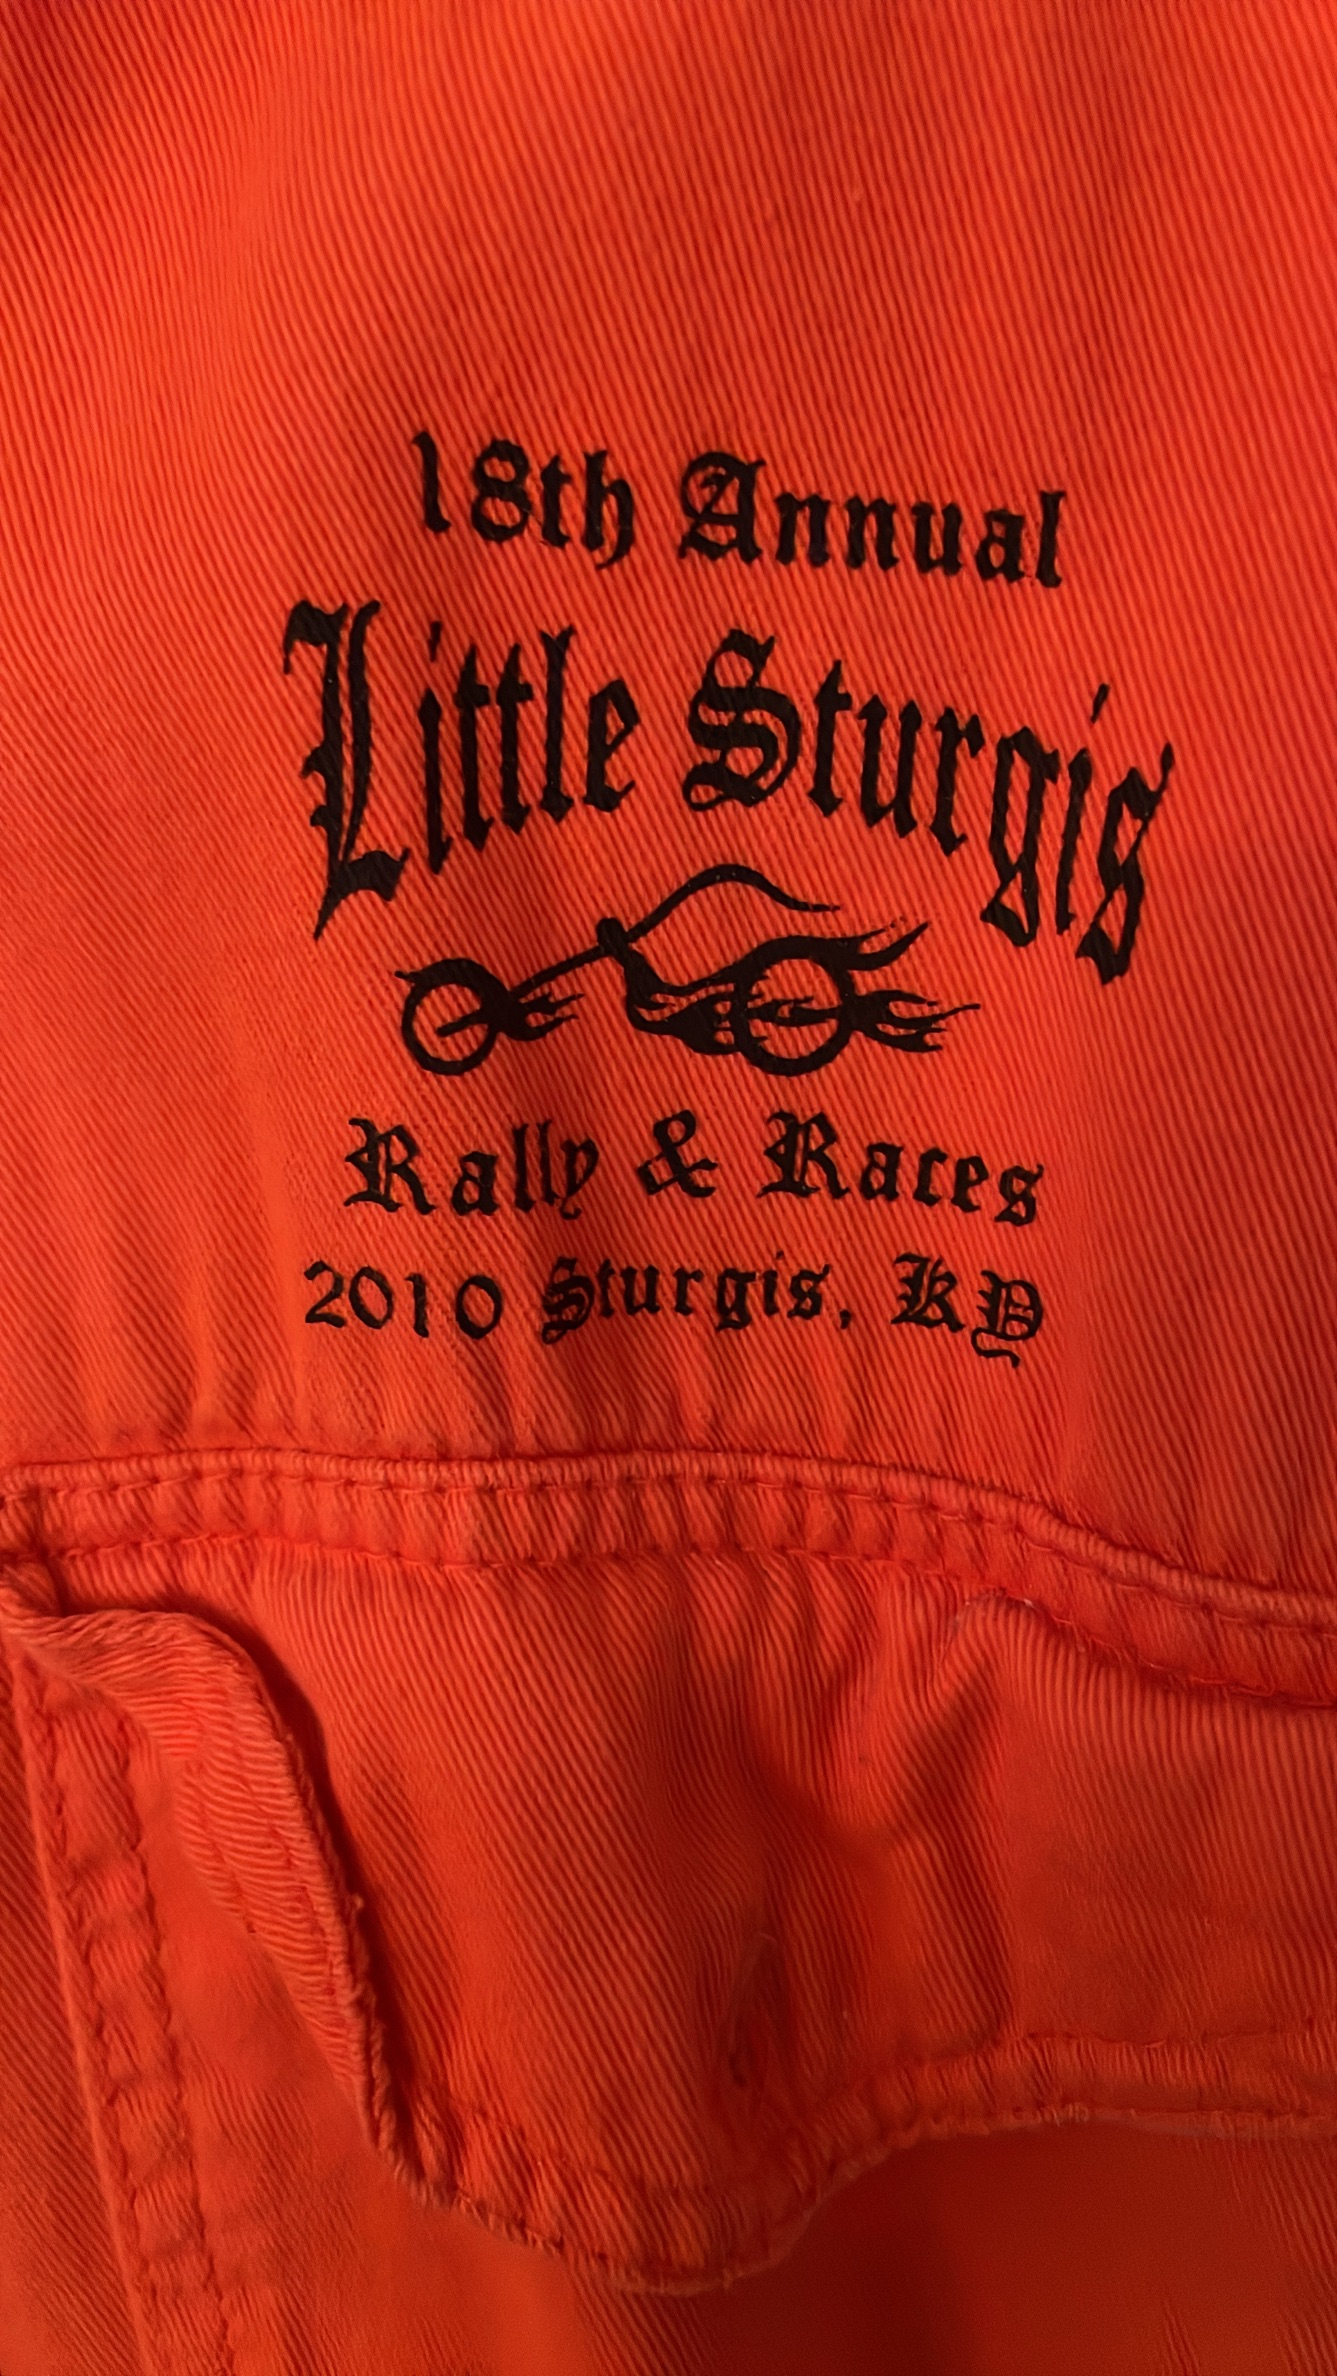 18th Annual
Little Sturgis
Rally & Races
2010 Sturgis, KY